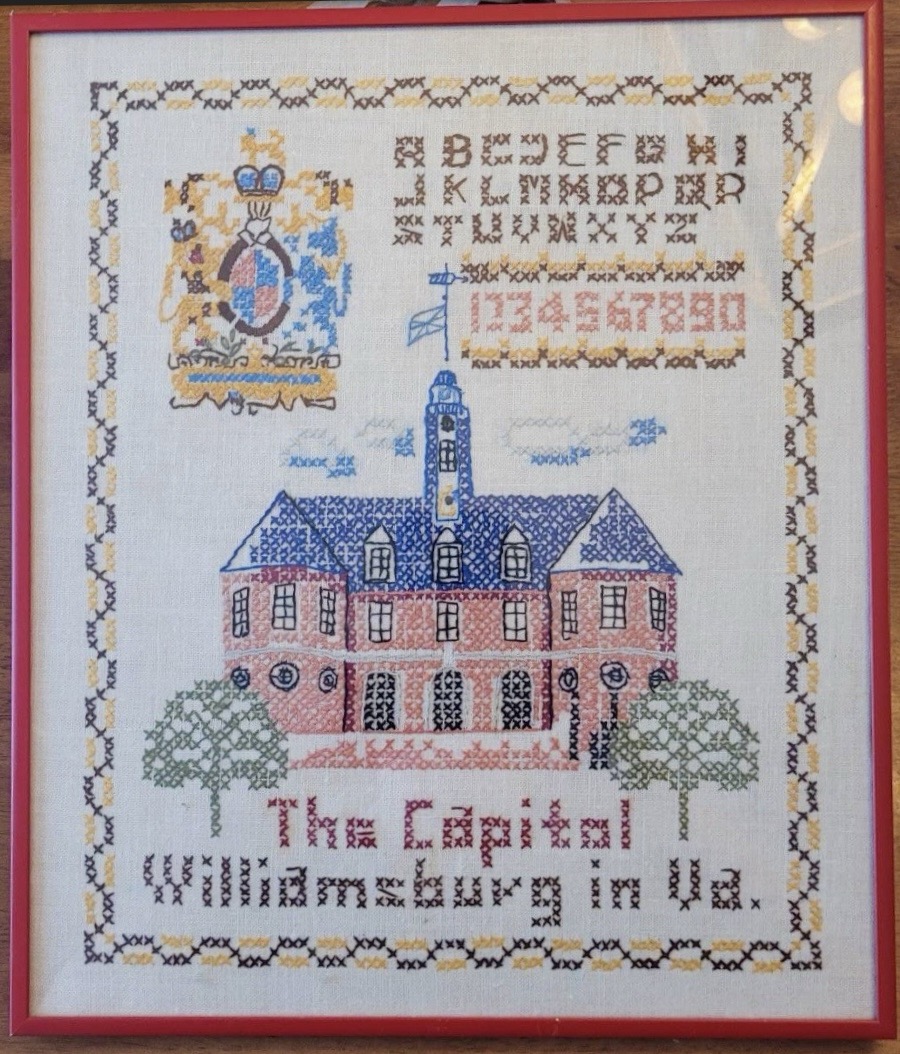 ABCDEFGHI
JKLMNOPQR
STUVWXYZ
1234567890
The Capitol
Williamsburg in Va.